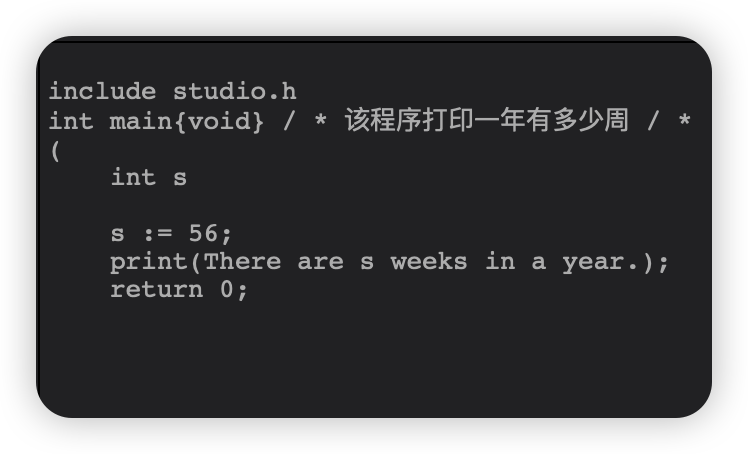 include studio.h
int main{void} / * 该程序打印一年有多少周 / *
(
    int s
    s := 56;
    print(There are s weeks in a year.);
    return 0;